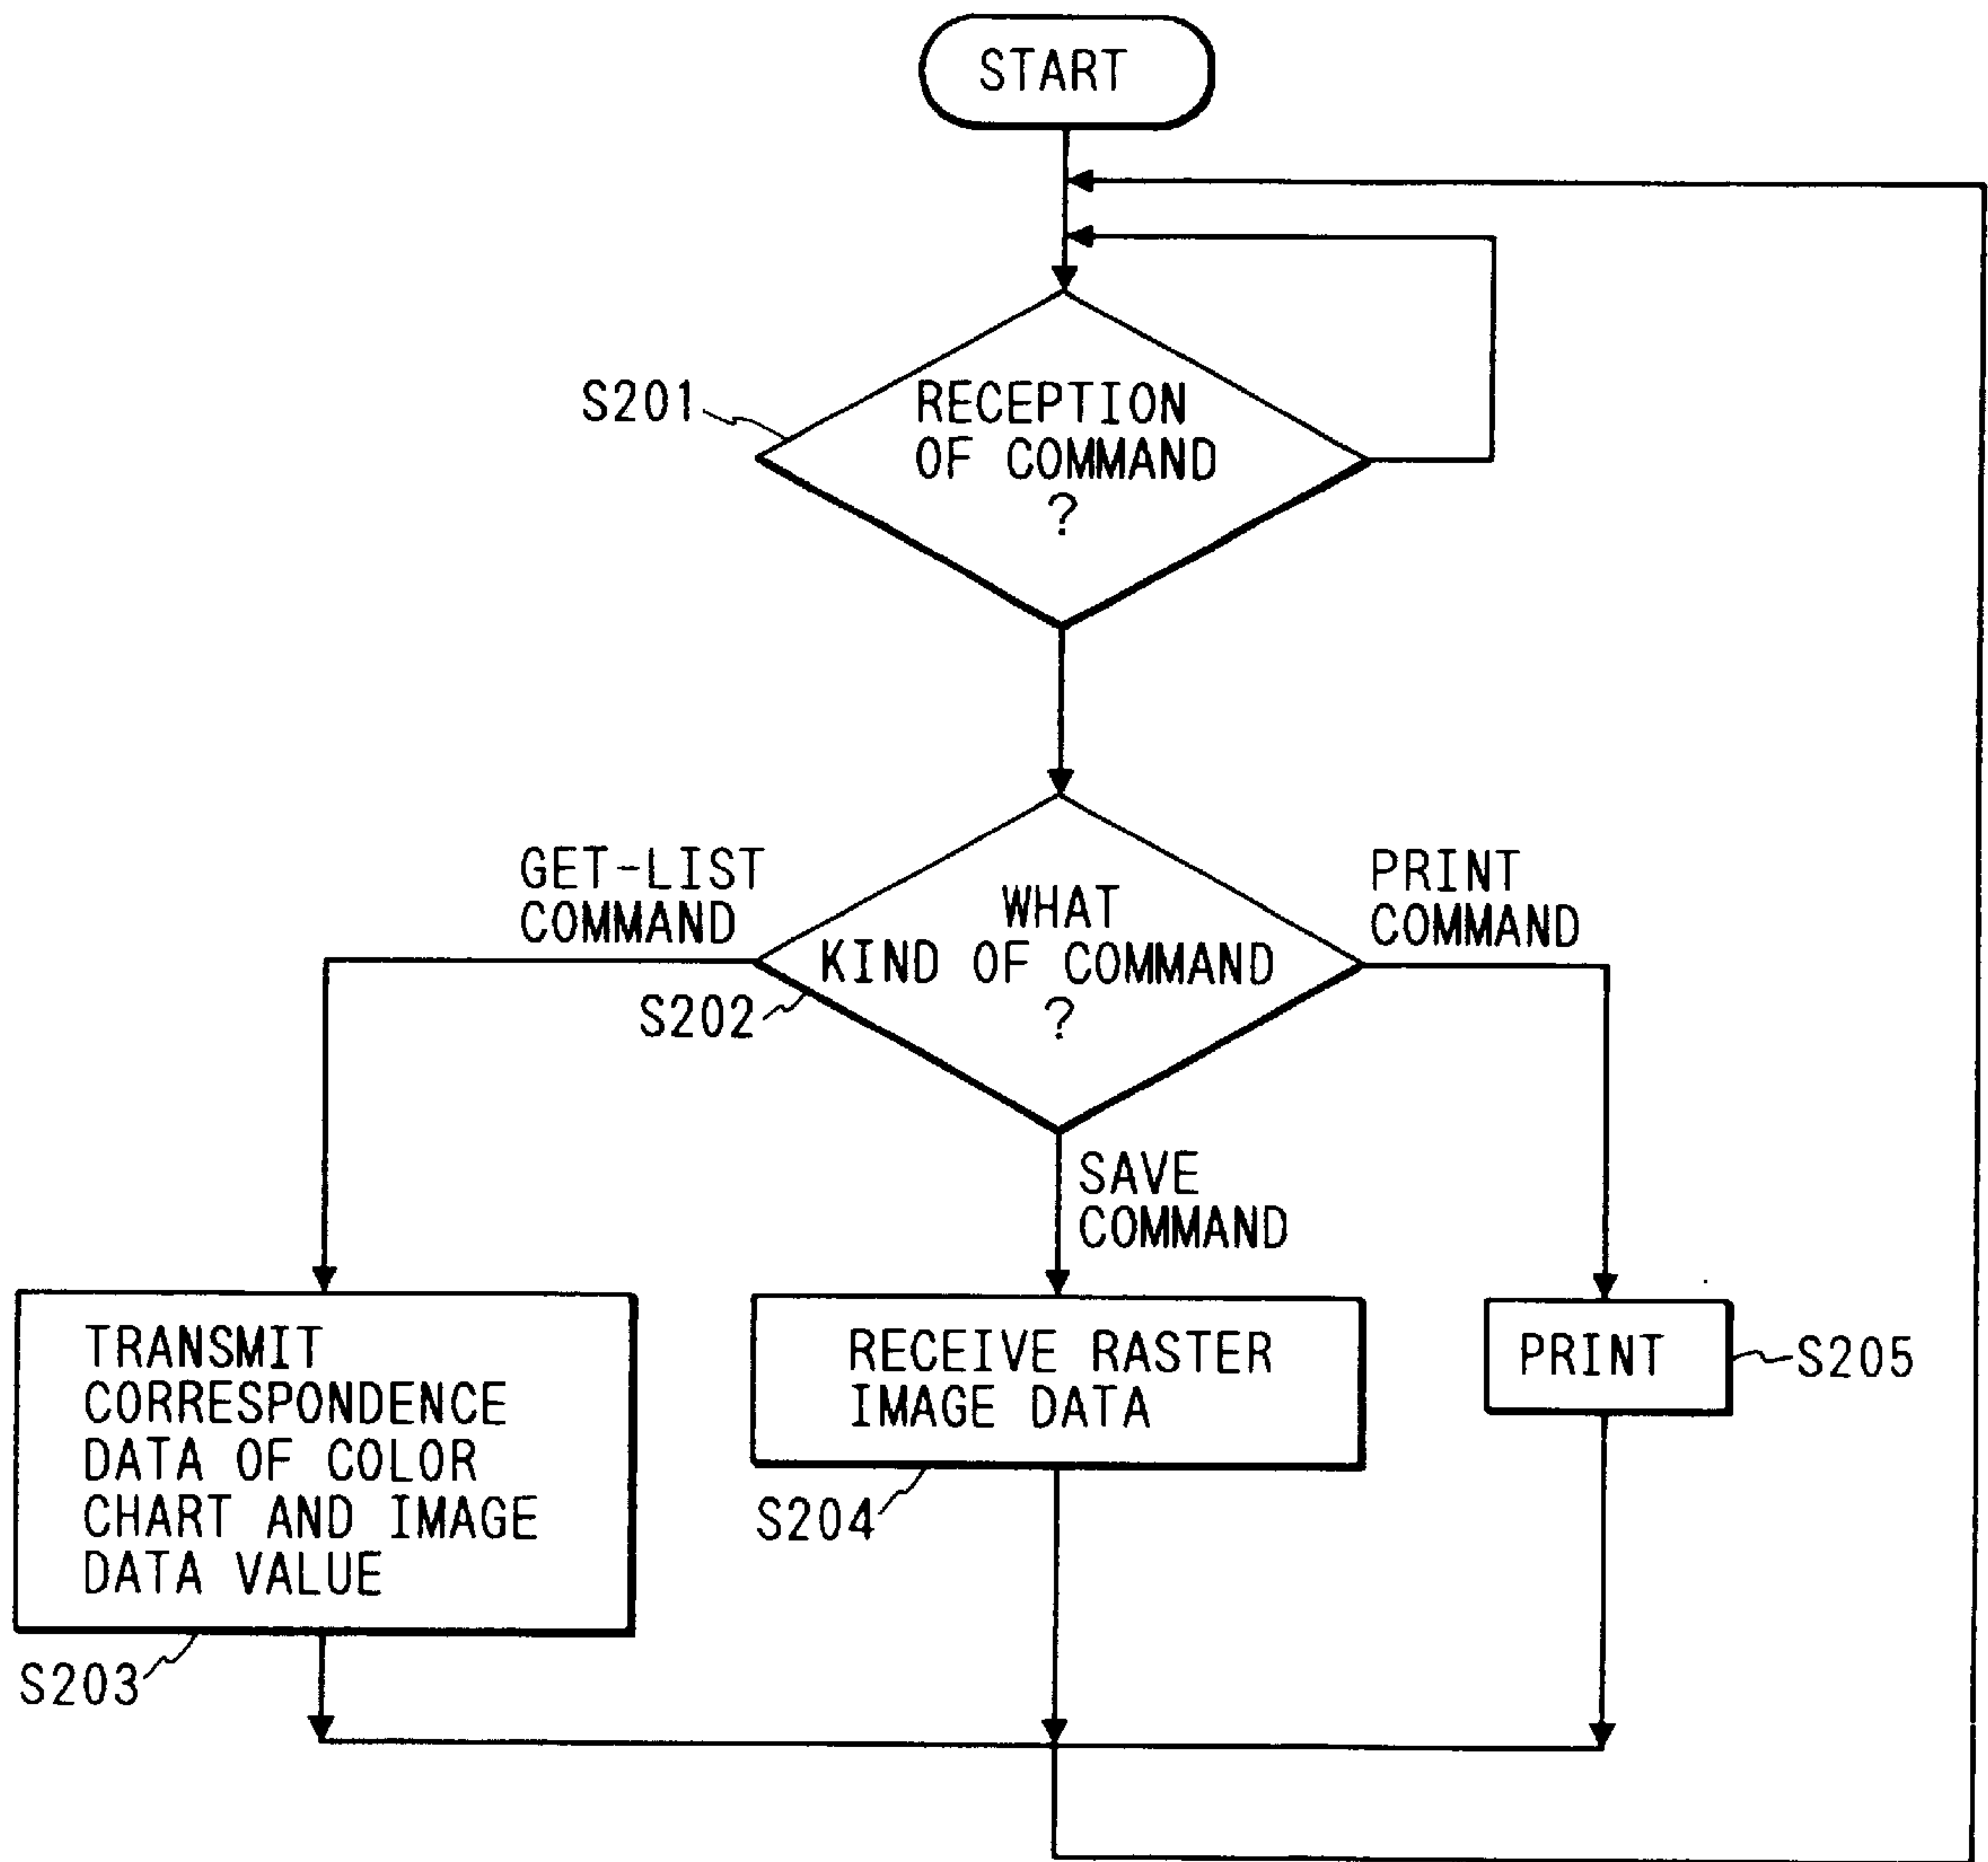 START
S201
RECEPTION
OF COMMAND
?
GET-LIST
COMMAND
WHAT
KIND OF COMMAND
?
PRINT
COMMAND
S202
SAVE
COMMAND
TRANSMIT
CORRESPONDENCE
DATA OF COLOR
CHART AND IMAGE
DATA VALUE
S203
RECEIVE RASTER
IMAGE DATA
S204
PRINT
S205